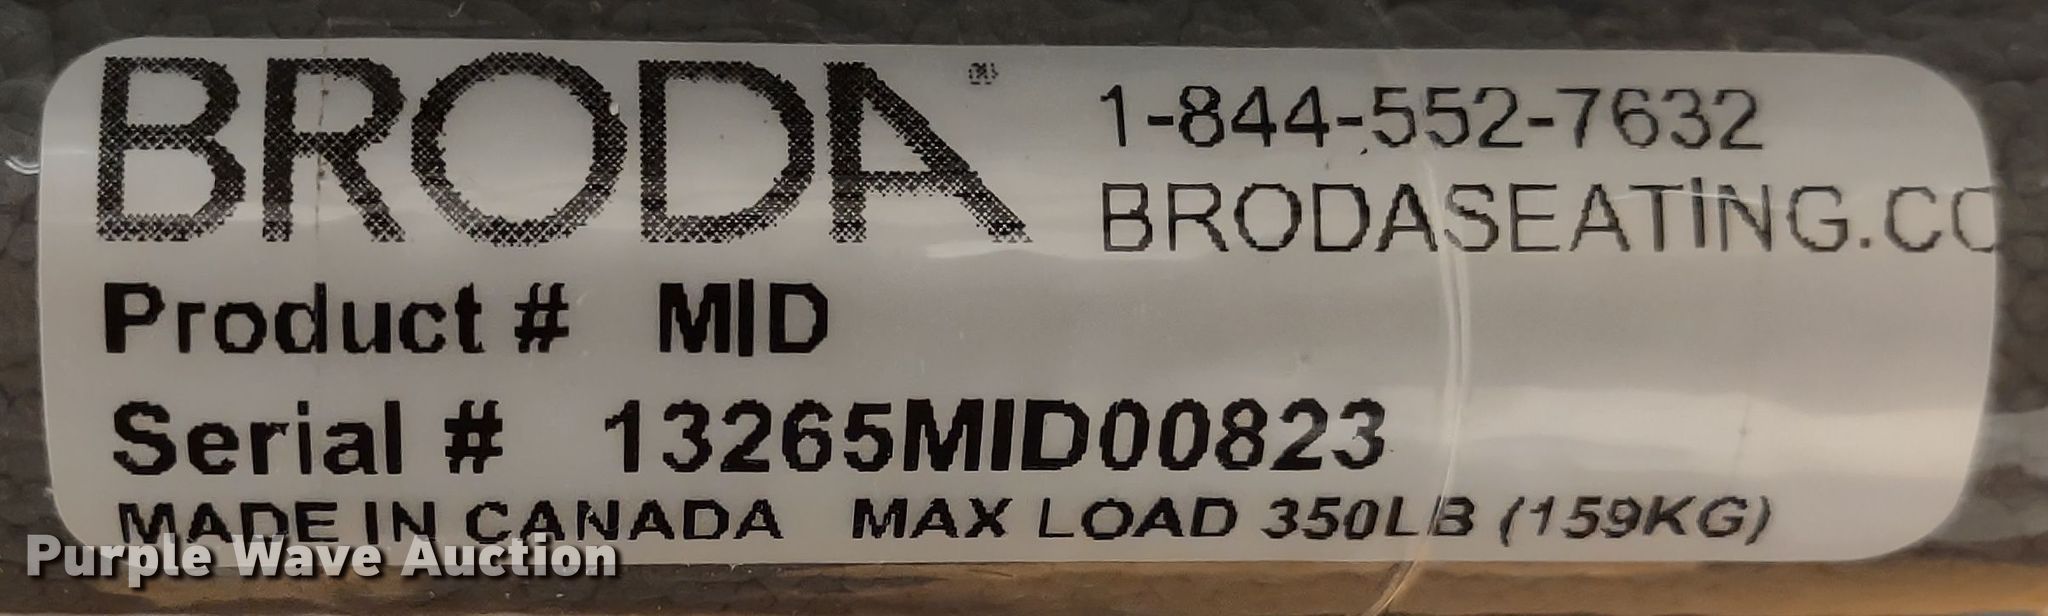 BRODA®
1-844-552-7632
BRODASEATING.CO
Product # MID
Serial # 13265MID00823
MADE IN CANADA MAX LOAD 350LB (159KG)
Purple Wave Auction